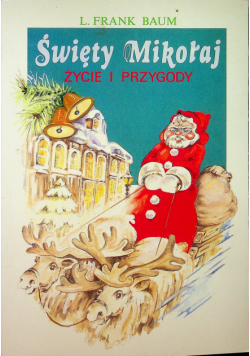 L. FRANK BAUM
Święty Mikołaj
ŻYCIE I PRZYGODY